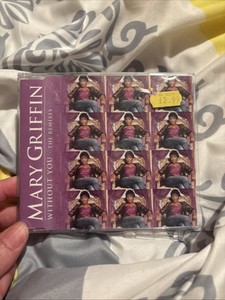 MARY GRIFFIN
WITHOUT YOU - THE REMIXES